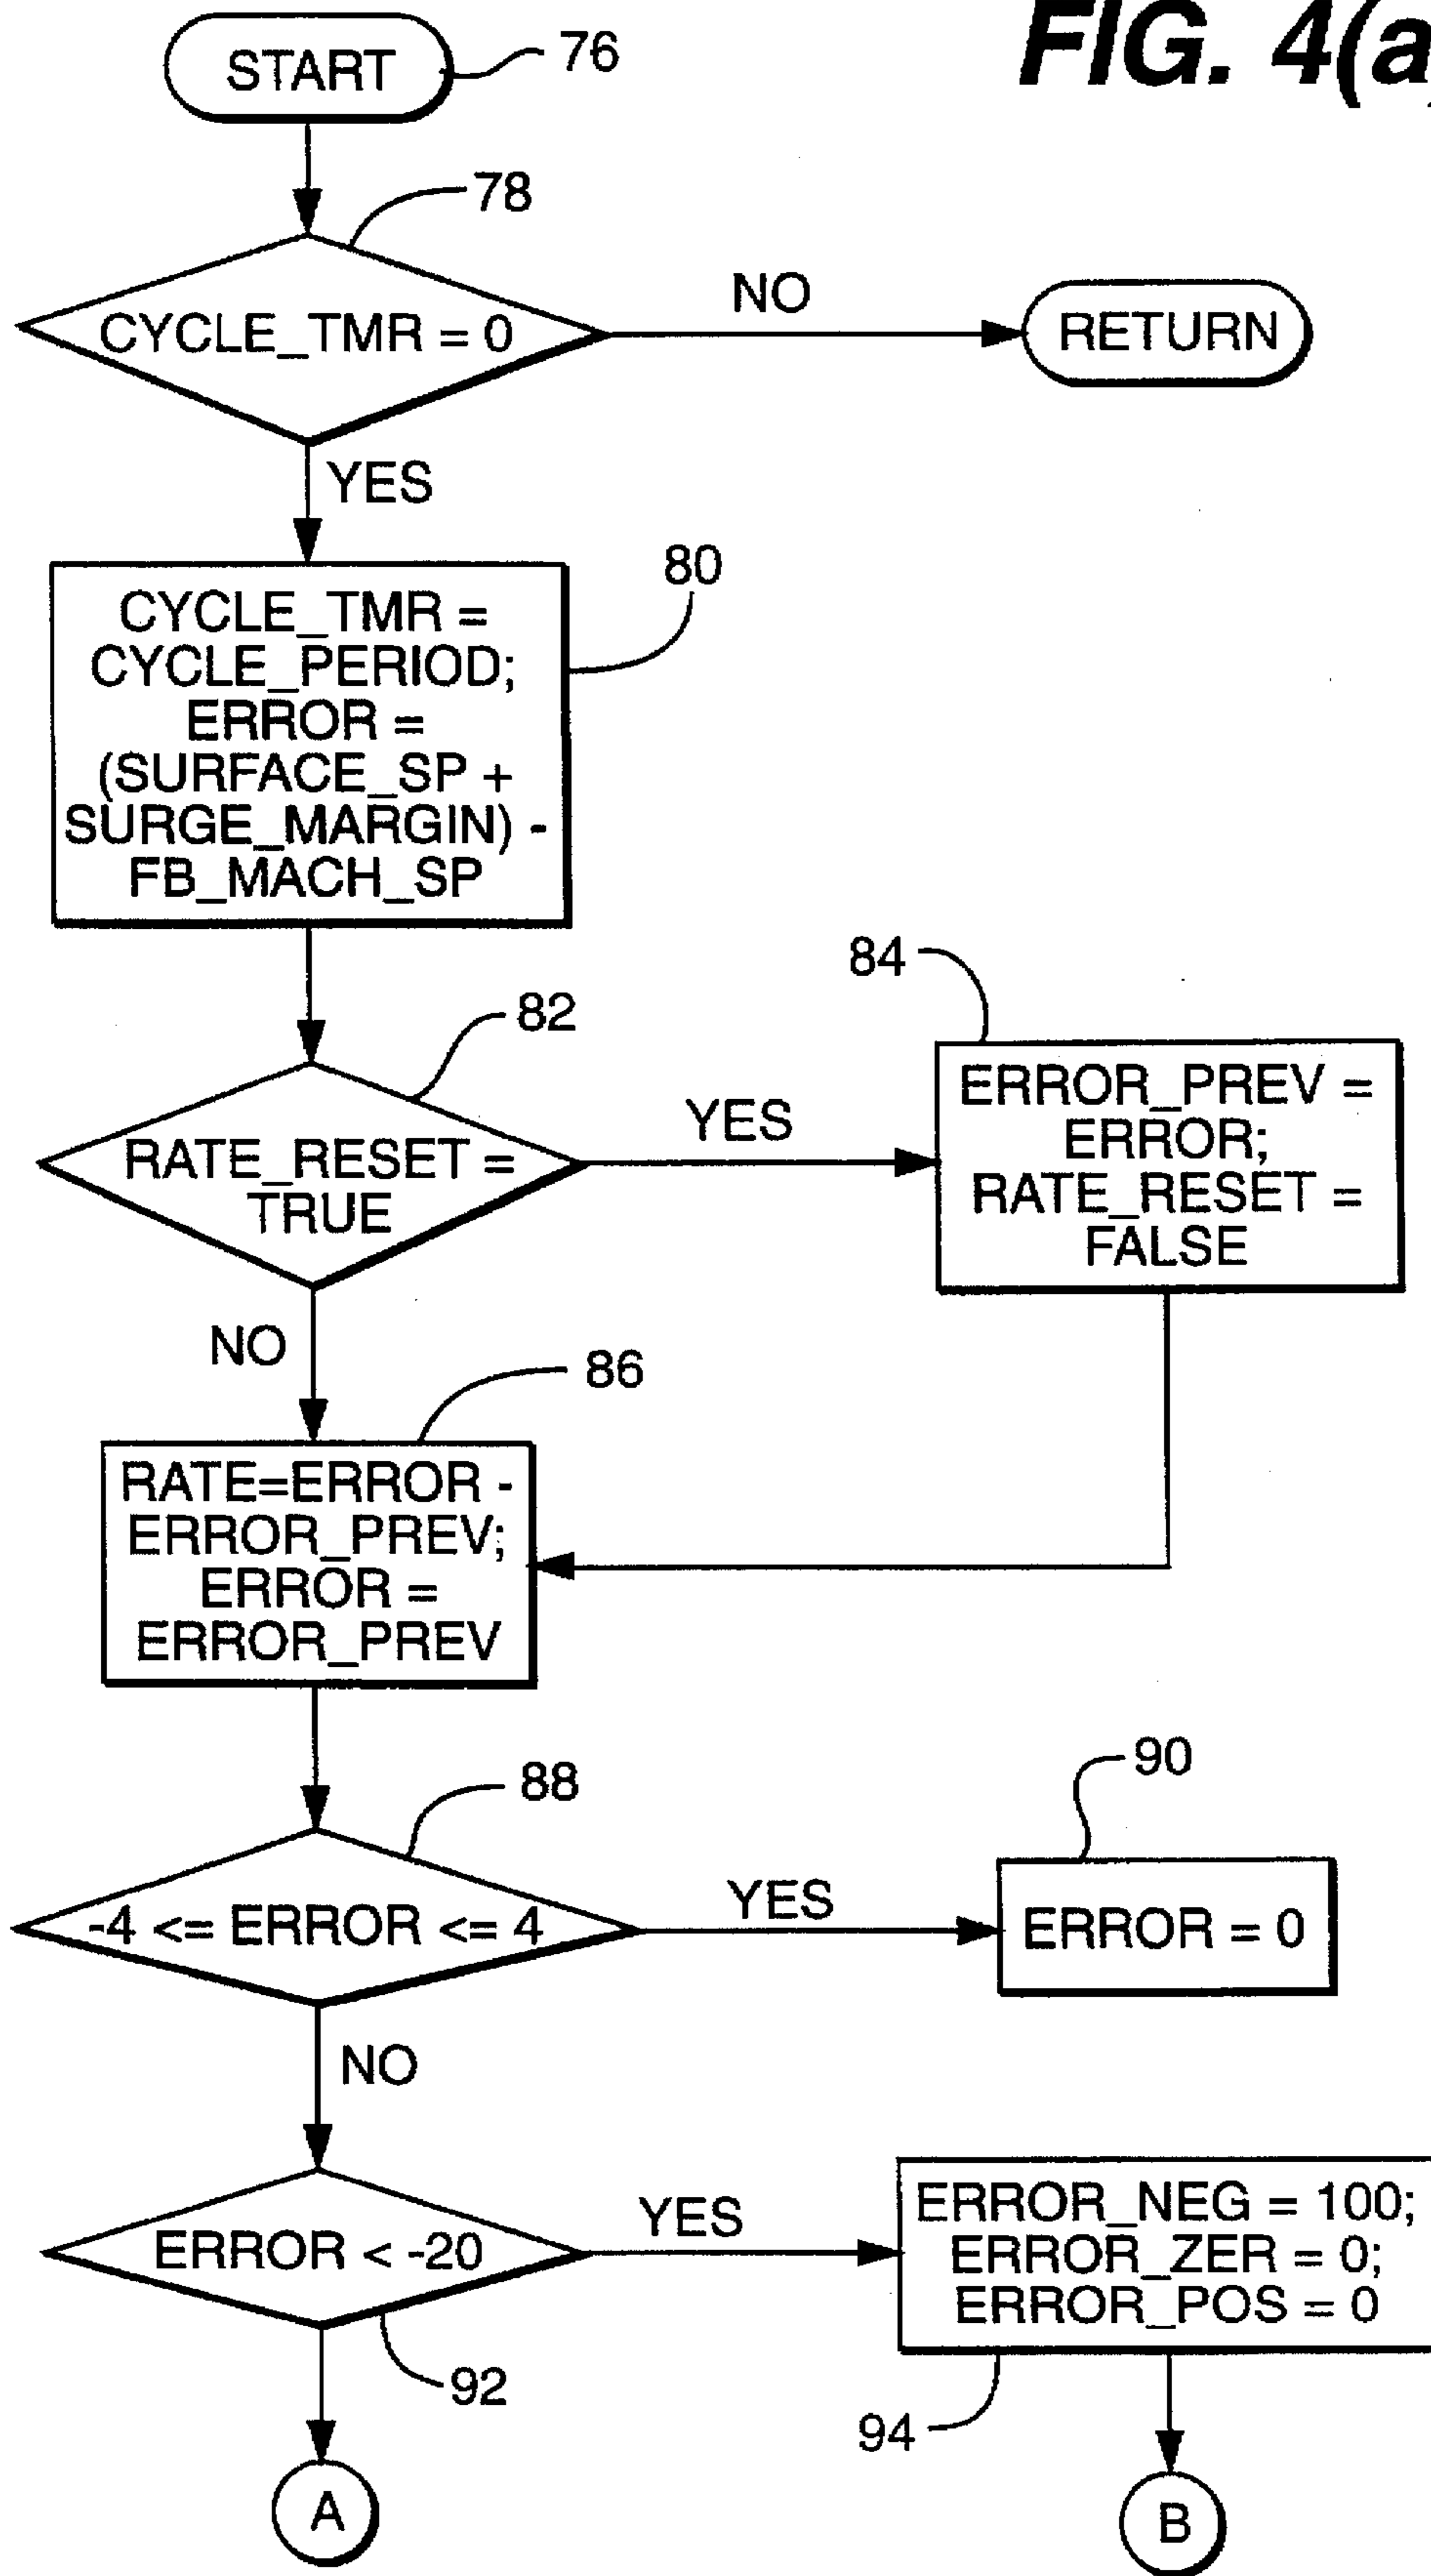 FIG. 4(a)
START
76
78
CYCLE_TMR = 0
NO
RETURN
YES
80
CYCLE_TMR =
CYCLE_PERIOD;
ERROR =
(SURFACE_SP +
SURGE_MARGIN) -
FB_MACH_SP
82
RATE_RESET =
TRUE
YES
84
ERROR_PREV =
ERROR;
RATE_RESET =
FALSE
NO
86
RATE=ERROR -
ERROR_PREV;
ERROR =
ERROR_PREV
88
-4 <= ERROR <= 4
YES
90
ERROR = 0
NO
ERROR < -20
92
YES
ERROR_NEG = 100;
ERROR_ZER = 0;
ERROR_POS = 0
94
A
B